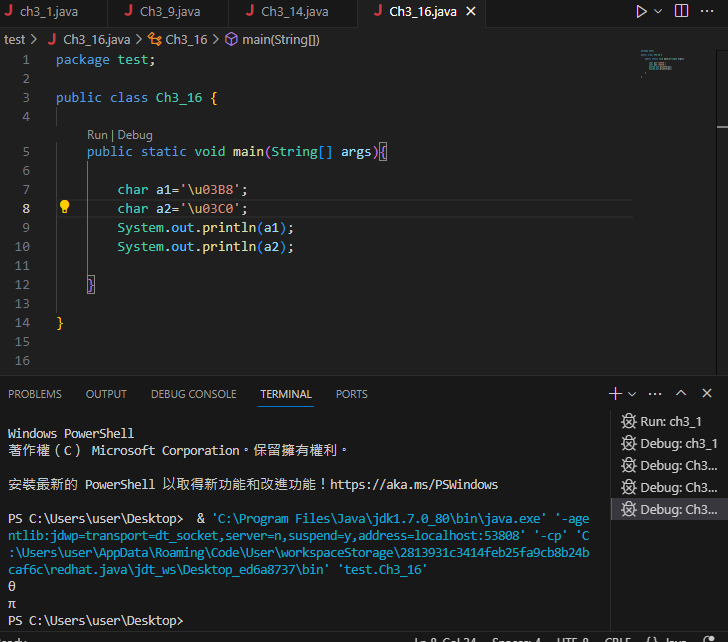 ch3_1.java Ch3_9.java Ch3_14.java Ch3_16.java
test > Ch3_16.java > Ch3_16 > main(String[])
1 package test;
2
3 public class Ch3_16 {
4
Run | Debug
5 public static void main(String[] args){
6
7 char a1='\u03B8';
8 char a2='\u03C0';
9 System.out.println(a1);
10 System.out.println(a2);
11
12 }
13
14 }
15
16
PROBLEMS OUTPUT DEBUG CONSOLE TERMINAL PORTS
Run: ch3_1
Debug: ch3_1
Debug: Ch3...
Debug: Ch3...
Debug: Ch3...
Windows PowerShell
著作權（C） Microsoft Corporation。保留擁有權利。
安裝最新的 PowerShell 以取得新功能和改進功能！https://aka.ms/PSWindows
PS C:\Users\user\Desktop>  & 'C:\Program Files\Java\jdk1.7.0_80\bin\java.exe' '-age
ntlib:jdwp=transport=dt_socket,server=n,suspend=y,address=localhost:53808' '-cp' 'C
:\Users\user\AppData\Roaming\Code\User\workspaceStorage\2813931c3414feb25fa9cb8b24b
caf6c\redhat.java\jdt_ws\Desktop_ed6a8737\bin' 'test.Ch3_16'
θ
π
PS C:\Users\user\Desktop>